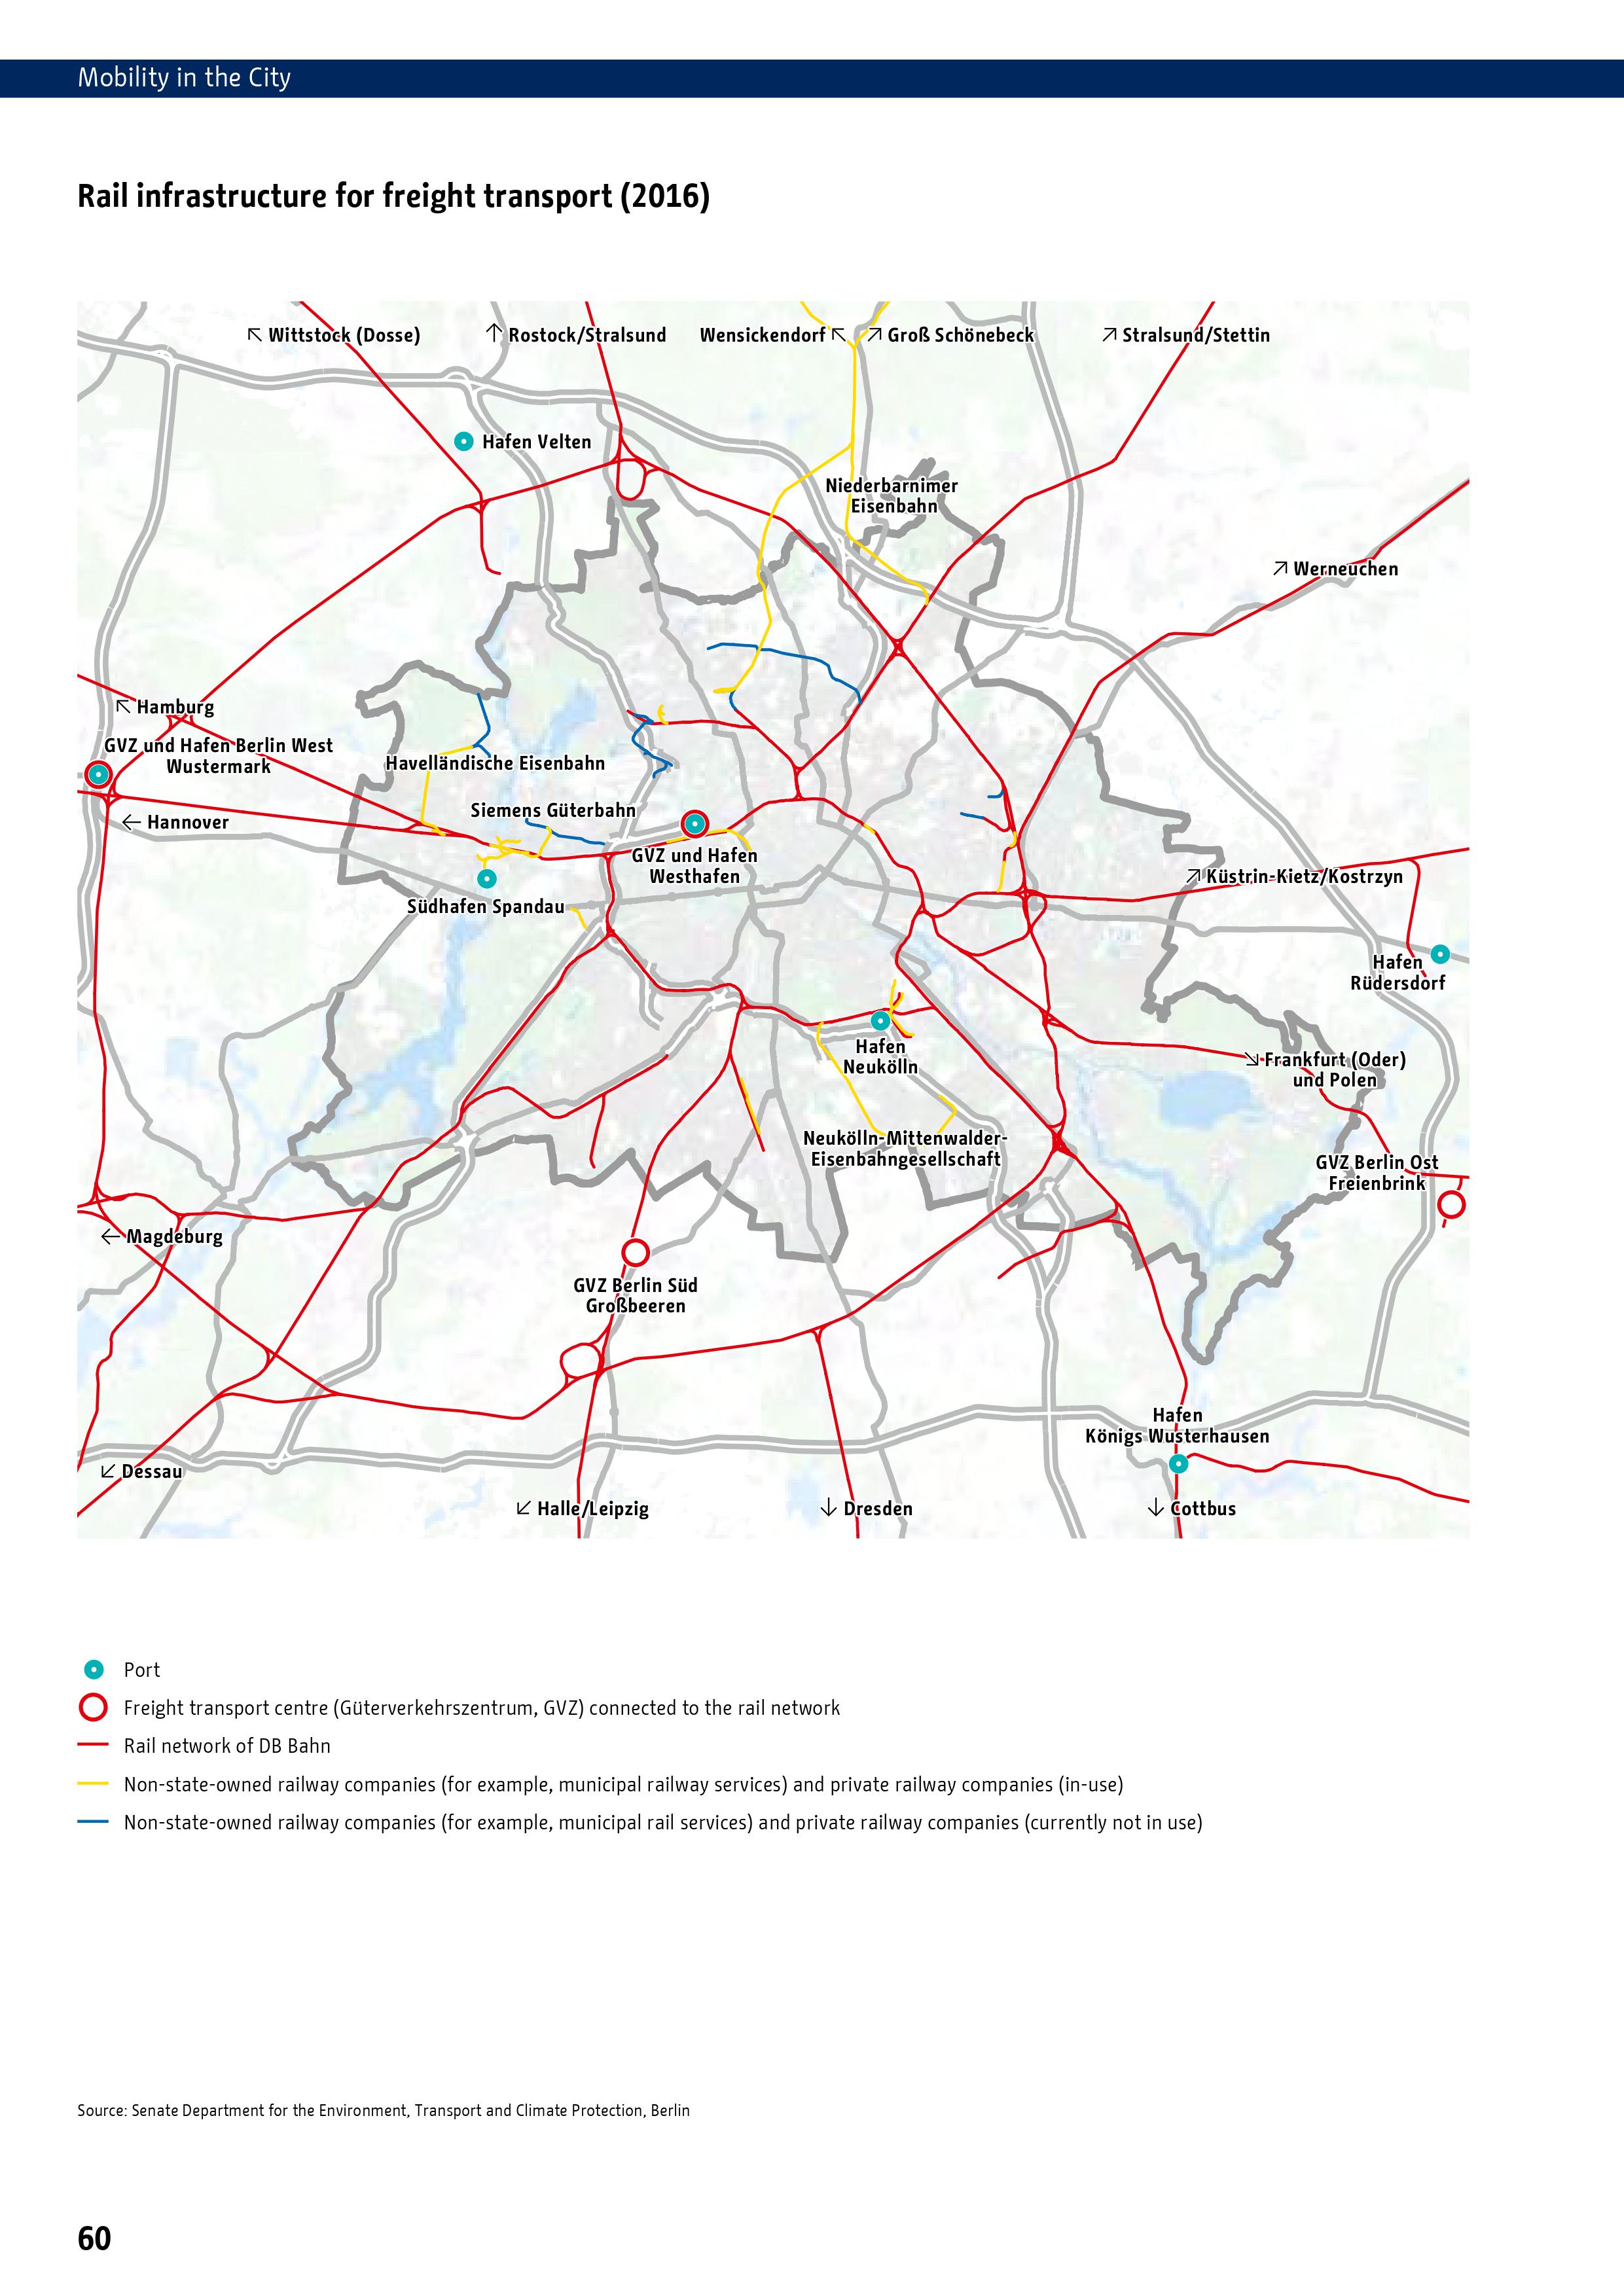 Mobility in the City
Rail infrastructure for freight transport (2016)
↖ Wittstock (Dosse)
↑ Rostock/Stralsund
Wensickendorf ↖
↗ Groß Schönebeck
↗ Stralsund/Stettin
Hafen Velten
Niederbarnimer
Eisenbahn
↗ Werneuchen
↖ Hamburg
GVZ und Hafen Berlin West
Wustermark
Havelländische Eisenbahn
Siemens Güterbahn
← Hannover
GVZ und Hafen
Westhafen
↗ Küstrin-Kietz/Kostrzyn
Südhafen Spandau
Hafen
Rüdersdorf
Hafen
Neukölln
↘ Frankfurt (Oder)
und Polen
Neukölln-Mittenwalder-
Eisenbahngesellschaft
GVZ Berlin Ost
Freienbrink
← Magdeburg
GVZ Berlin Süd
Großbeeren
Hafen
Königs Wusterhausen
↙ Dessau
↙ Halle/Leipzig
↓ Dresden
↓ Cottbus
Port
Freight transport centre (Güterverkehrszentrum, GVZ) connected to the rail network
Rail network of DB Bahn
Non-state-owned railway companies (for example, municipal railway services) and private railway companies (in-use)
Non-state-owned railway companies (for example, municipal rail services) and private railway companies (currently not in use)
Source: Senate Department for the Environment, Transport and Climate Protection, Berlin
60